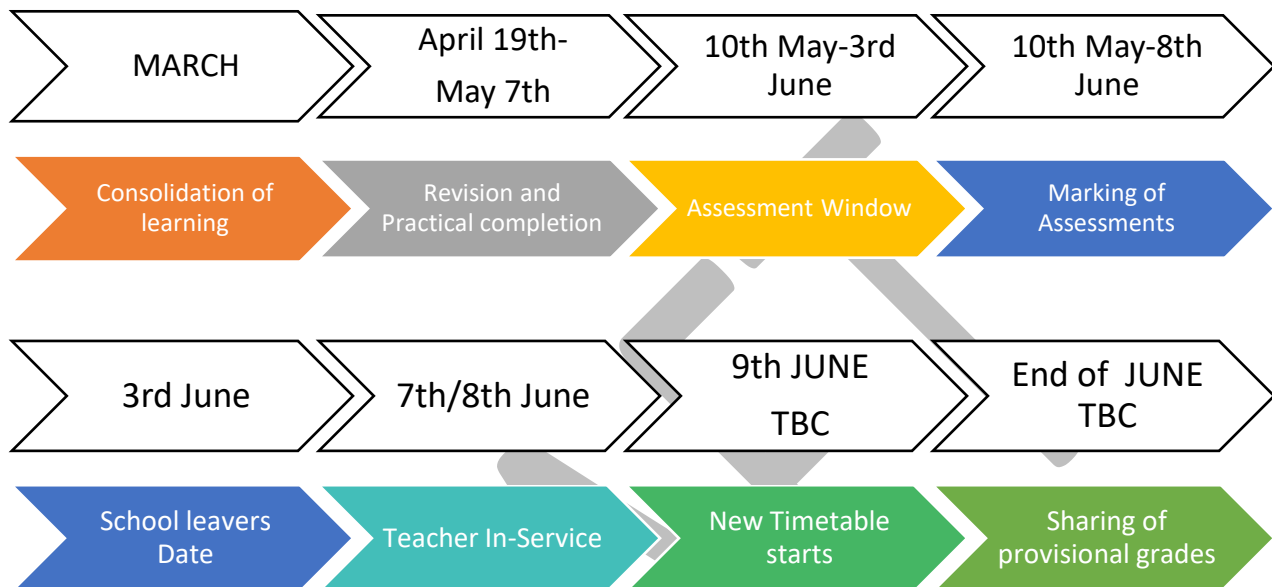 MARCH
April 19th-
May 7th
10th May-3rd
June
10th May-8th
June
Consolidation of
learning
Revision and
Practical completion
Assessment Window
Marking of
Assessments
3rd June
7th/8th June
9th JUNE
TBC
End of JUNE
TBC
School leavers
Date
Teacher In-Service
New Timetable
starts
Sharing of
provisional grades